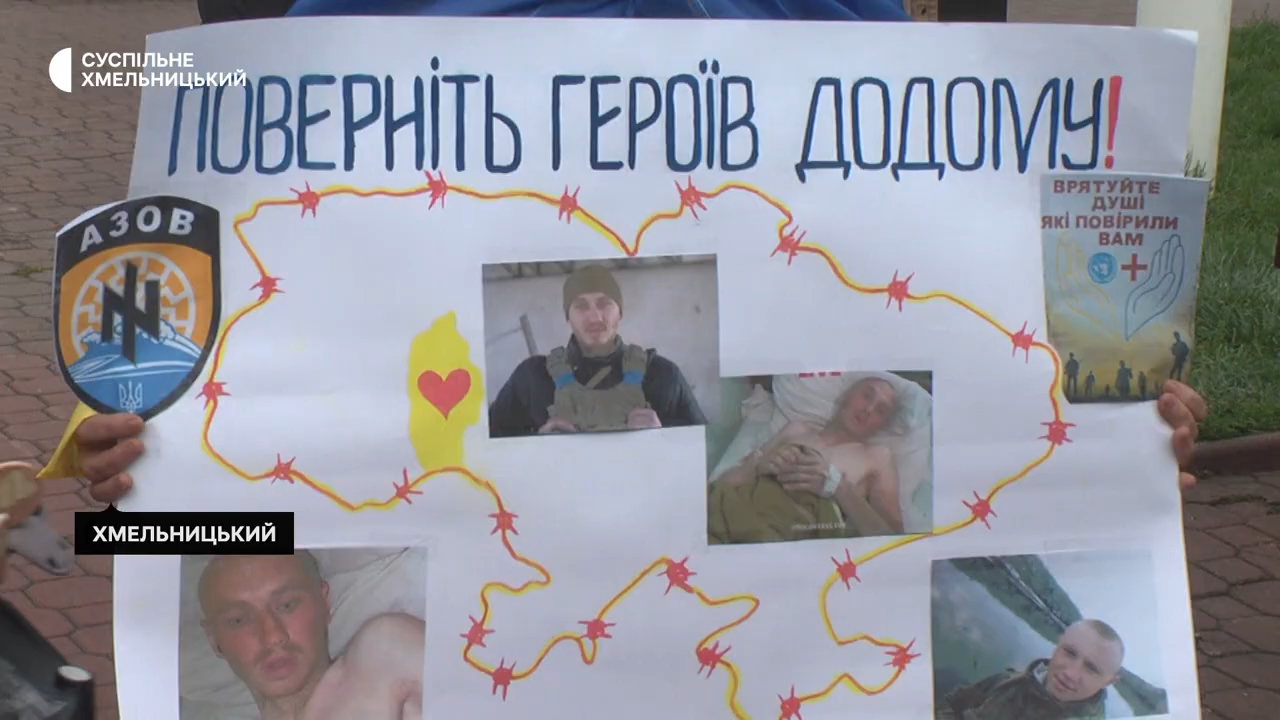 СУСПІЛЬНЕ
ХМЕЛЬНИЦЬКИЙ
ПОВЕРНІТЬ ГЕРОЇВ ДОДОМУ!
АЗОВ
ВРЯТУЙТЕ
ДУШІ
ЯКІ ПОВІРИЛИ
ВАМ
ХМЕЛЬНИЦЬКИЙ